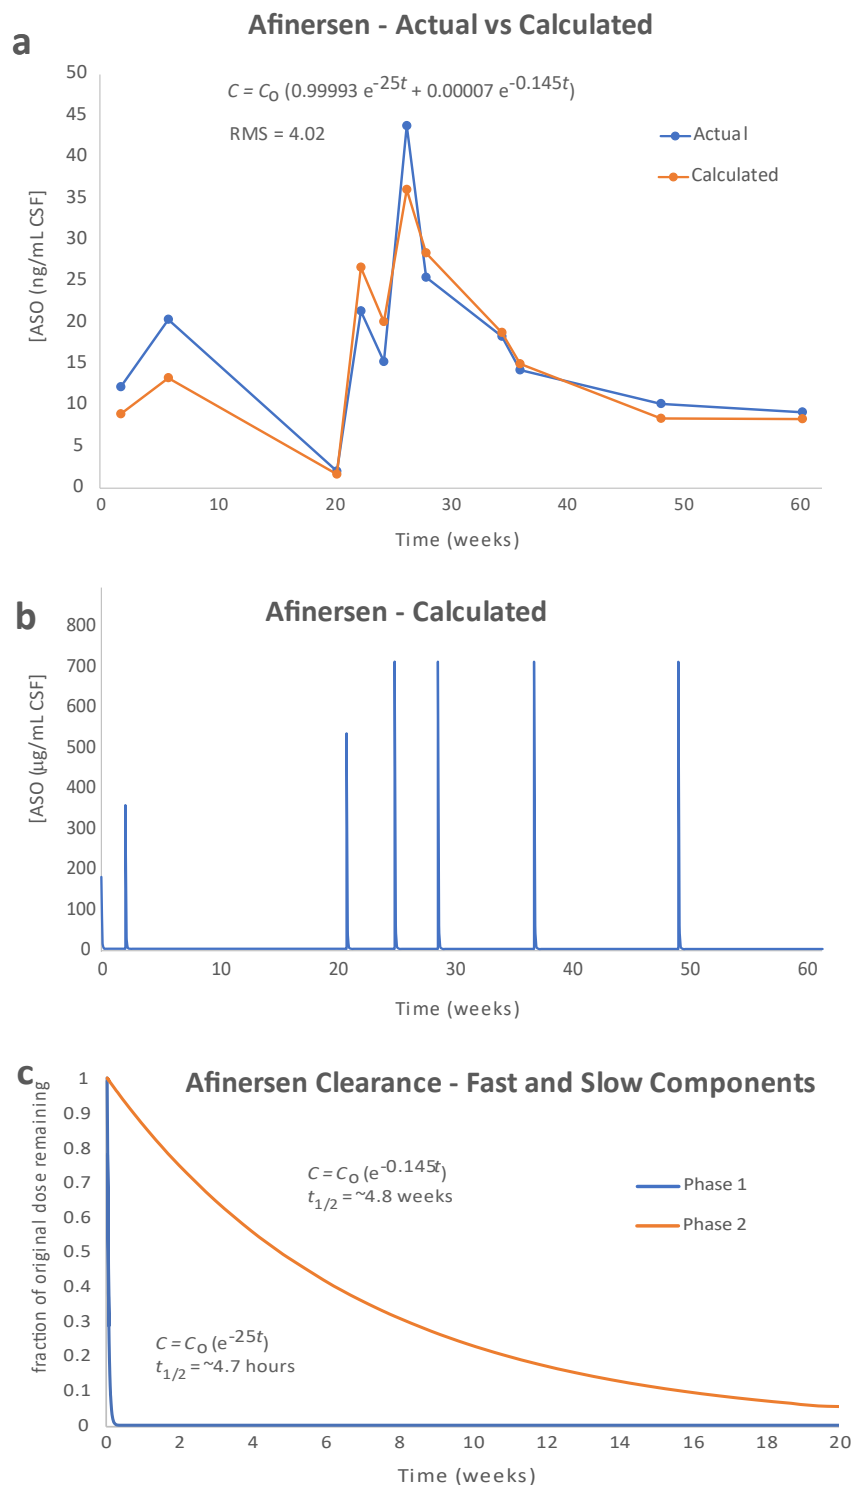 Afinersen - Actual vs Calculated
a
50
45
40
35
30
25
20
15
10
5
0
[ASO (ng/mL CSF]
C = Co (0.99993 e-25t + 0.00007 e-0.145t)
RMS = 4.02
Actual
Calculated
0 10 20 30 40 50 60
Time (weeks)
b
Afinersen - Calculated
800
700
600
500
400
300
200
100
0
[ASO (µg/mL CSF]
0 10 20 30 40 50 60
Time (weeks)
c
Afinersen Clearance - Fast and Slow Components
1
0.9
0.8
0.7
0.6
0.5
0.4
0.3
0.2
0.1
0
fraction of original dose remaining
C = Co (e-0.145t)
t1/2 = ~4.8 weeks
Phase 1
Phase 2
C = Co (e-25t)
t1/2 = ~4.7 hours
0 2 4 6 8 10 12 14 16 18 20
Time (weeks)